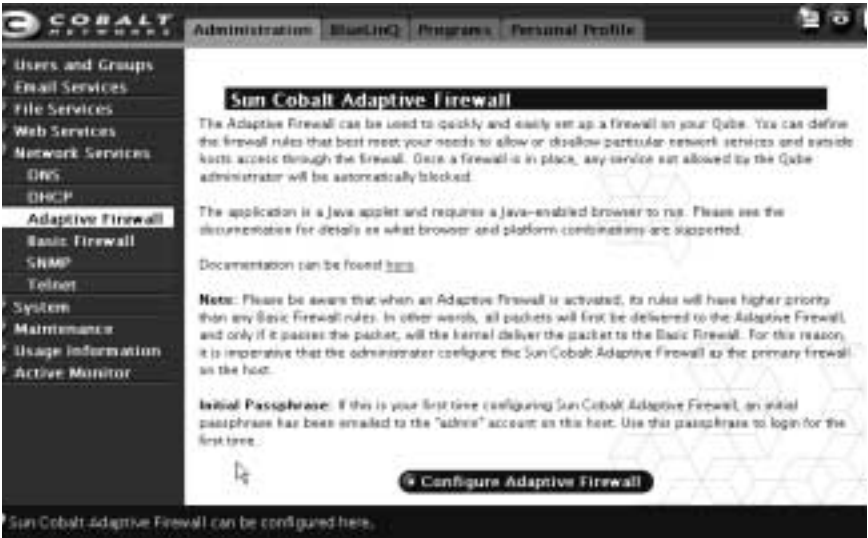 COBALT
NETWORKS
Administration
BlueLinQ
Programs
Personal Profile
Users and Groups
Email Services
File Services
Web Services
Network Services
DNS
DHCP
Adaptive Firewall
Basic Firewall
SNMP
Telnet
System
Maintenance
Usage Information
Active Monitor
Sun Cobalt Adaptive Firewall
The Adaptive Firewall can be used to quickly and easily set up a firewall on your Qube. You can define
the firewall rules that best meet your needs to allow or disallow particular network services and outside
hosts access through the firewall. Once a firewall is in place, any service not allowed by the Qube
administrator will be automatically blocked.
The application is a Java applet and requires a Java-enabled browser to run. Please see the
documentation for details on what browser and platform combinations are supported.
Documentation can be found here.
Note: Please be aware that when an Adaptive Firewall is activated, its rules will have higher priority
than any Basic Firewall rules. In other words, all packets will first be delivered to the Adaptive Firewall,
and only if it passes the packet, will the kernel deliver the packet to the Basic Firewall. For this reason,
it is imperative that the administrator configure the Sun Cobalt Adaptive Firewall as the primary firewall
on the host.
Initial Passphrase: If this is your first time configuring Sun Cobalt Adaptive Firewall, an initial
passphrase has been emailed to the "admin" account on this host. Use this passphrase to login for the
first time.
Configure Adaptive Firewall
Sun Cobalt Adaptive Firewall can be configured here.